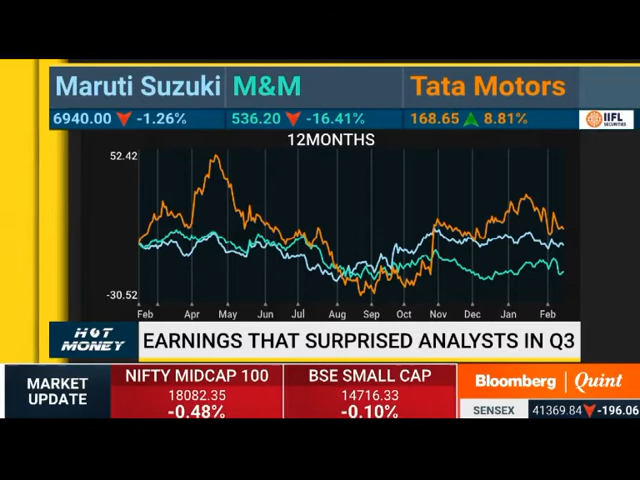 Maruti Suzuki M&M Tata Motors
6940.00 -1.26% 536.20 -16.41% 168.65 8.81% IIFL
SECURITIES
12MONTHS
52.42
-30.52
Feb Apr May Jun Jul Aug Sep Oct Nov Dec Jan Feb
HOT
MONEY
EARNINGS THAT SURPRISED ANALYSTS IN Q3
MARKET
UPDATE
NIFTY MIDCAP 100
18082.35
-0.48%
BSE SMALL CAP
14716.33
-0.10%
Bloomberg | Quint
SENSEX 41369.84 -196.06